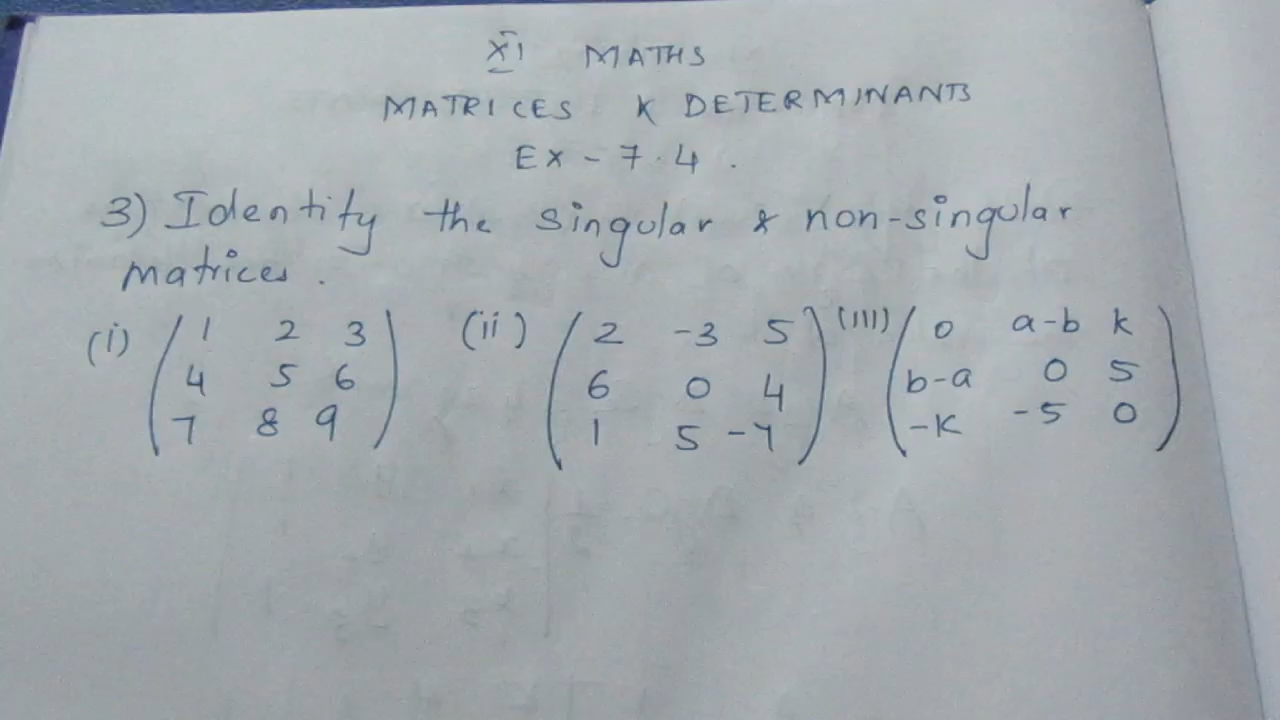 XI MATHS
MATRICES & DETERMINANTS
EX - 7.4.
3) Identify the singular & non-singular
matrices.
(i) ( 1 2 3 (ii) ( 2 -3 5 ) (iii) ( 0 a-b k
4 5 6 ) 6 0 4 b-a 0 5
7 8 9 1 5 -4 ) -k -5 0 )